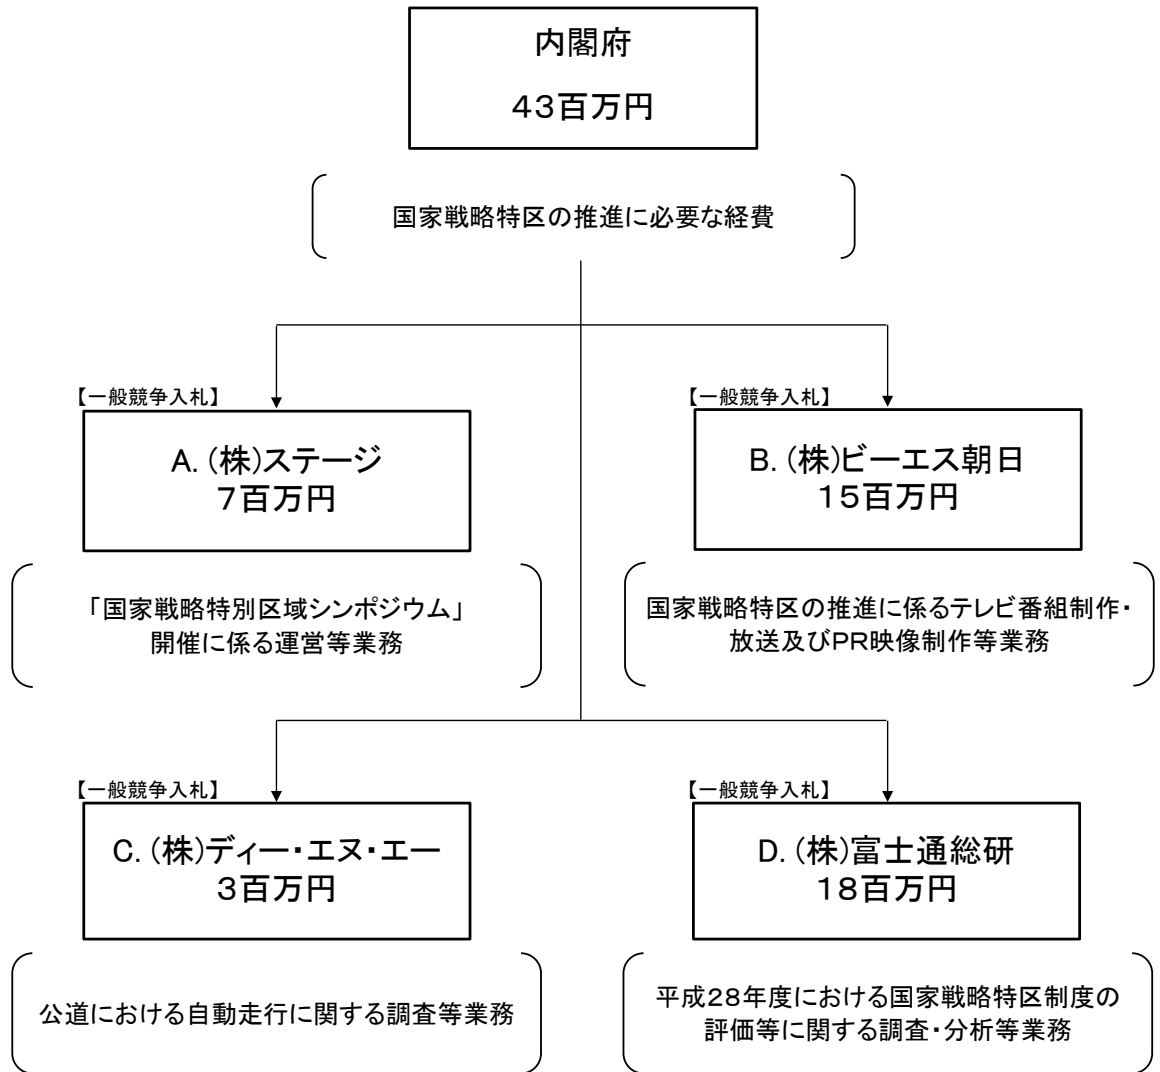 内閣府
43百万円
国家戦略特区の推進に必要な経費
【一般競争入札】
A. (株)ステージ
7百万円
「国家戦略特別区域シンポジウム」
開催に係る運営等業務
【一般競争入札】
B. (株)ビーエス朝日
15百万円
国家戦略特区の推進に係るテレビ番組制作・
放送及びPR映像制作等業務
【一般競争入札】
C. (株)ディー・エヌ・エー
3百万円
公道における自動走行に関する調査等業務
【一般競争入札】
D. (株)富士通総研
18百万円
平成28年度における国家戦略特区制度の
評価等に関する調査・分析等業務